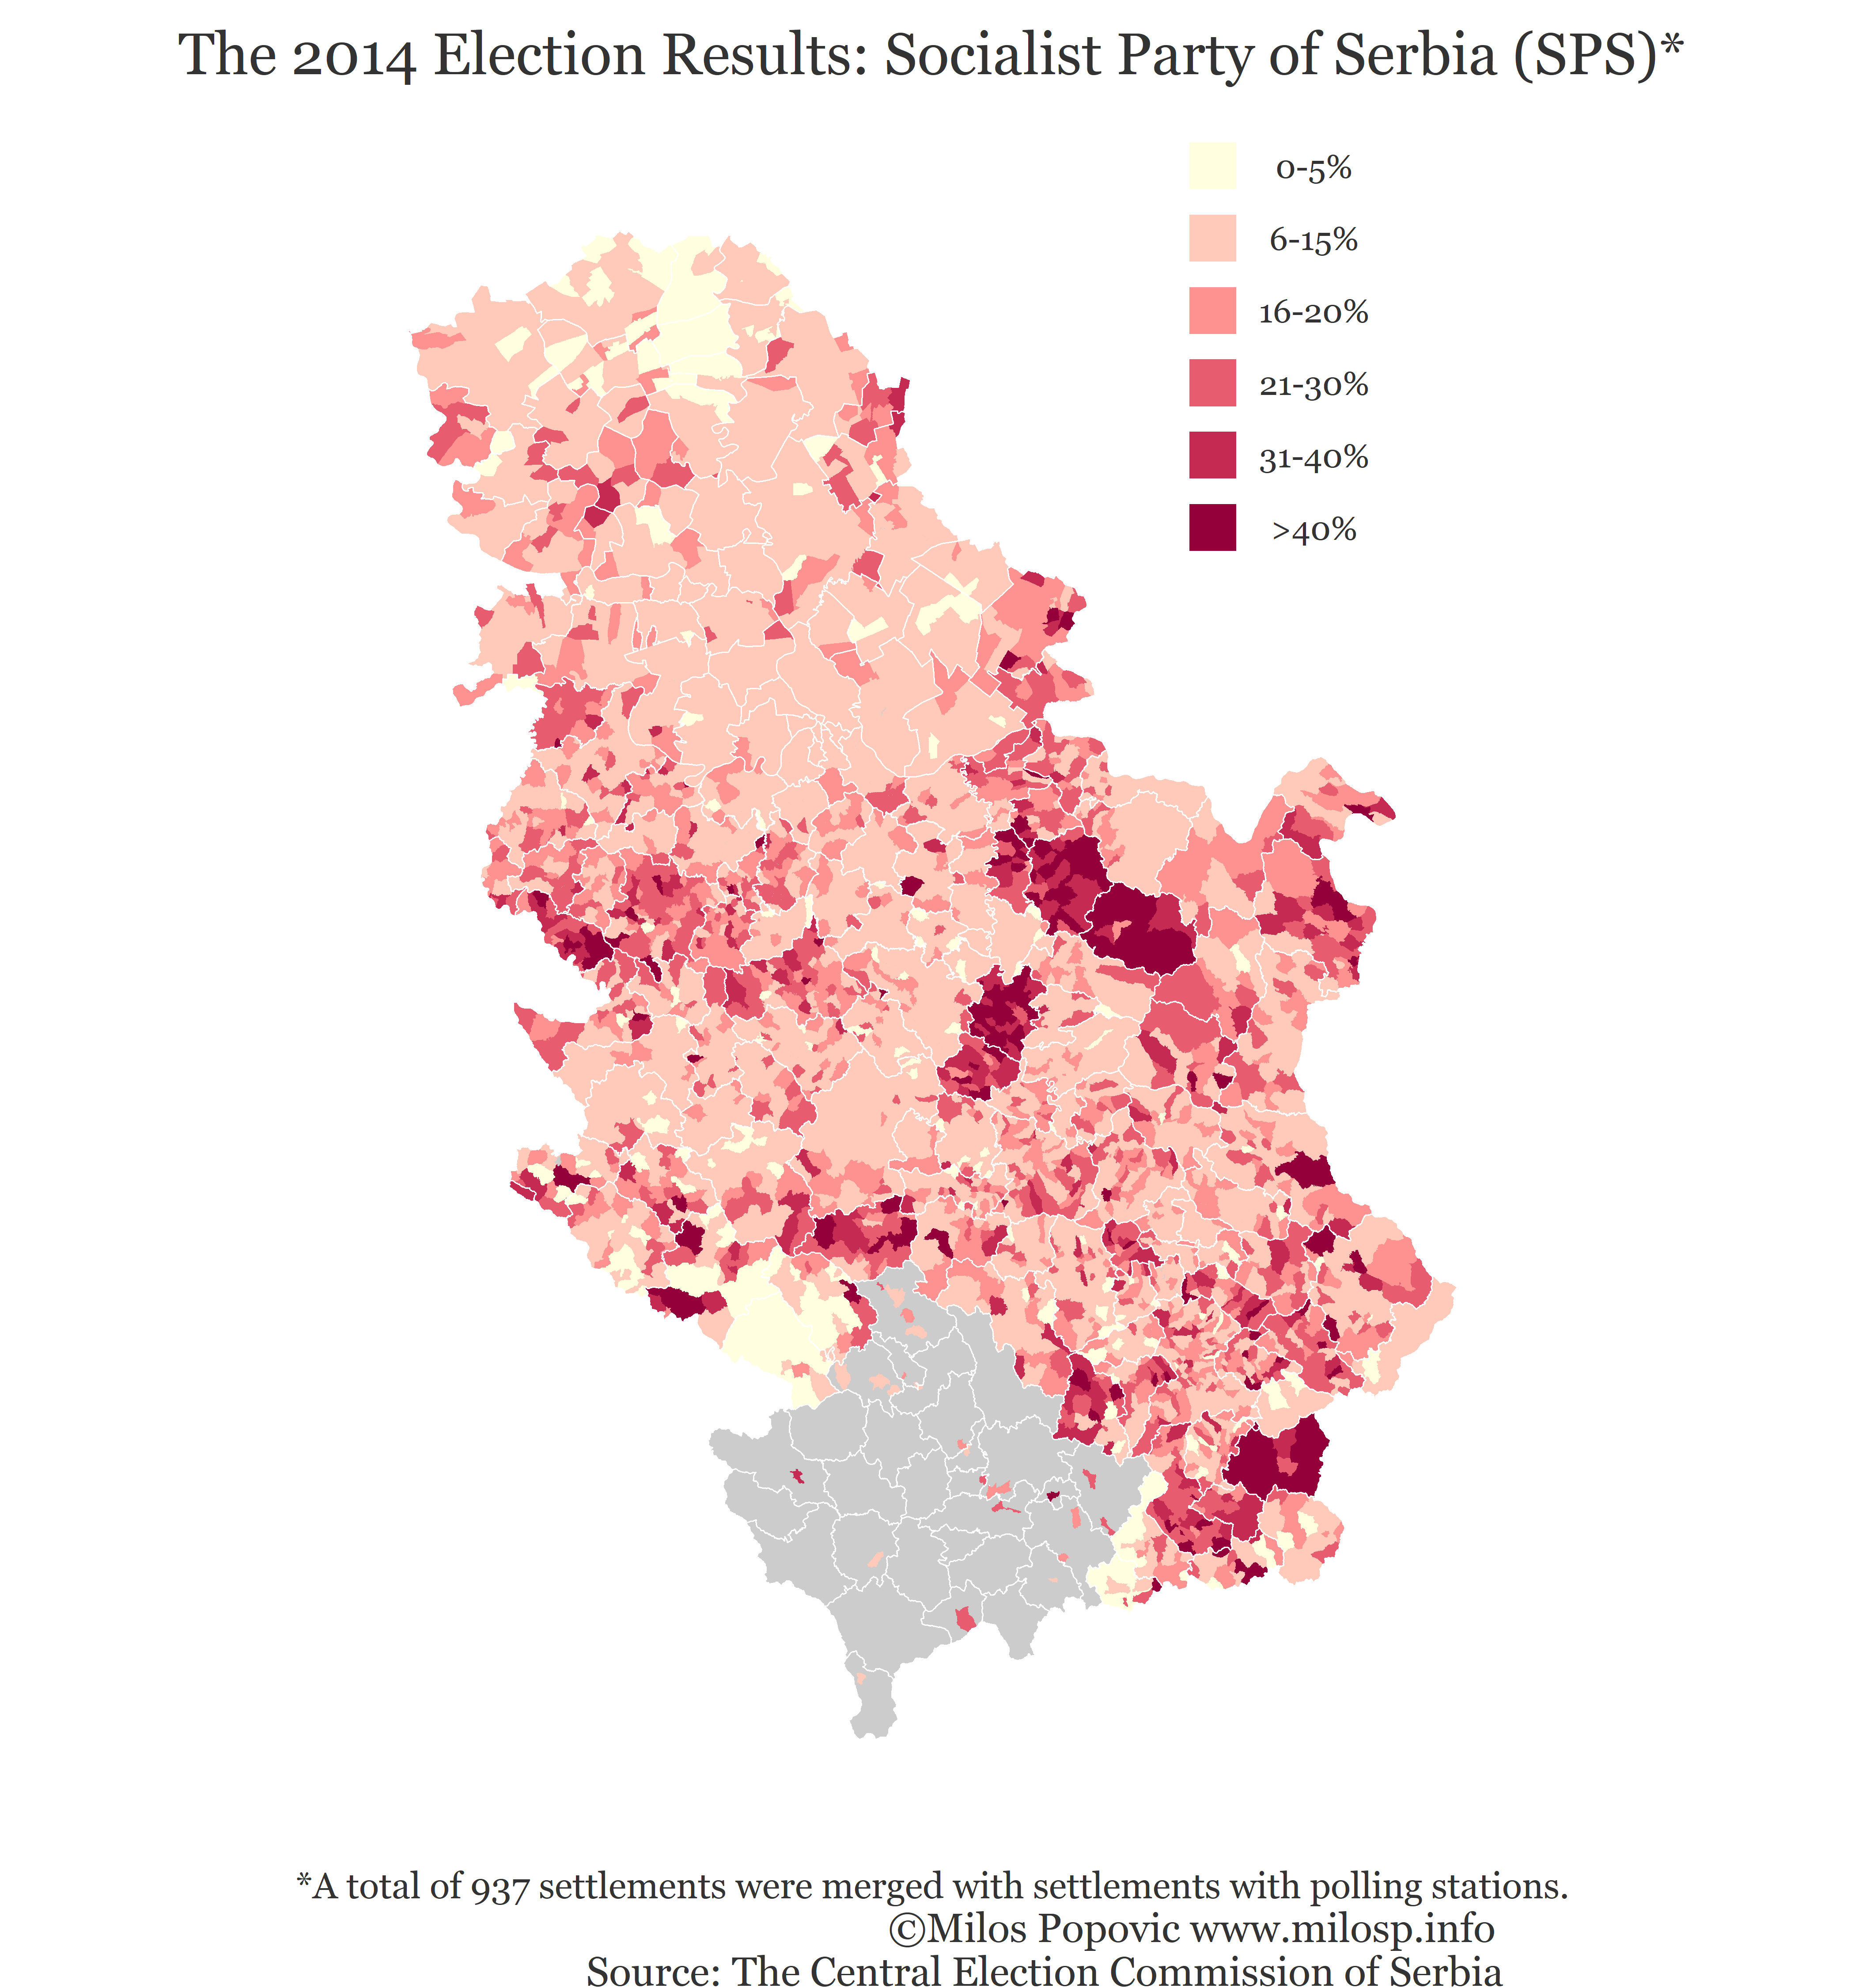 The 2014 Election Results: Socialist Party of Serbia (SPS)*
0-5%
6-15%
16-20%
21-30%
31-40%
>40%
*A total of 937 settlements were merged with settlements with polling stations.
©Milos Popovic www.milosp.info
Source: The Central Election Commission of Serbia